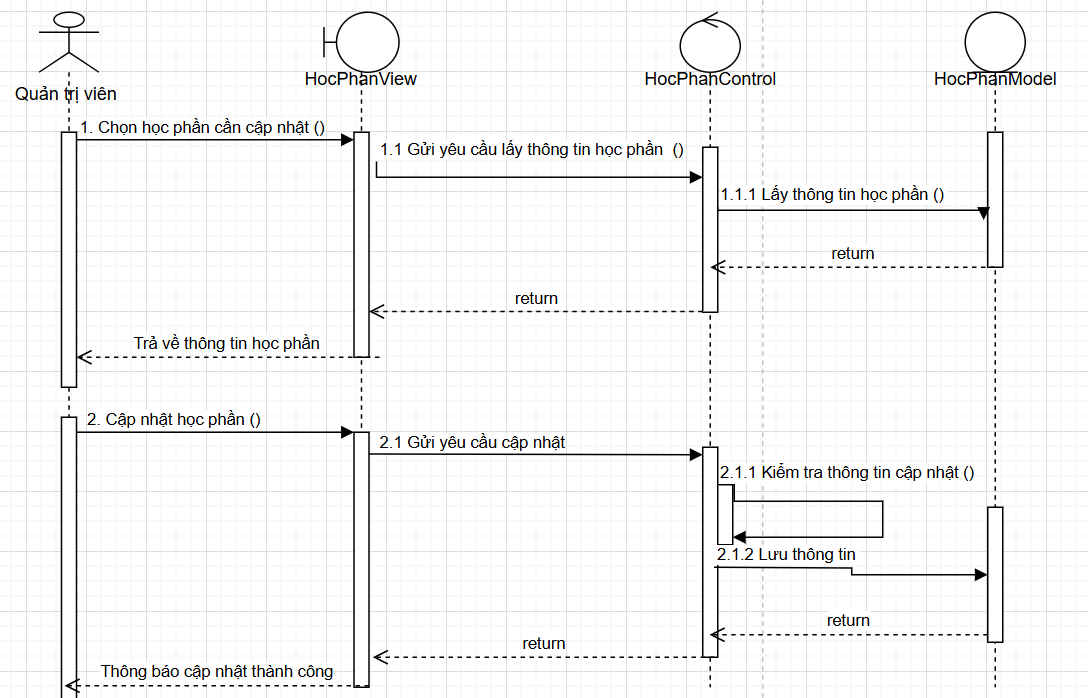 Quản trị viên
HocPhanView
HocPhanControl
HocPhanModel
1. Chọn học phần cần cập nhật ()
1.1 Gửi yêu cầu lấy thông tin học phần ()
1.1.1 Lấy thông tin học phần ()
return
return
Trả về thông tin học phần
2. Cập nhật học phần ()
2.1 Gửi yêu cầu cập nhật
2.1.1 Kiểm tra thông tin cập nhật ()
2.1.2 Lưu thông tin
return
return
Thông báo cập nhật thành công